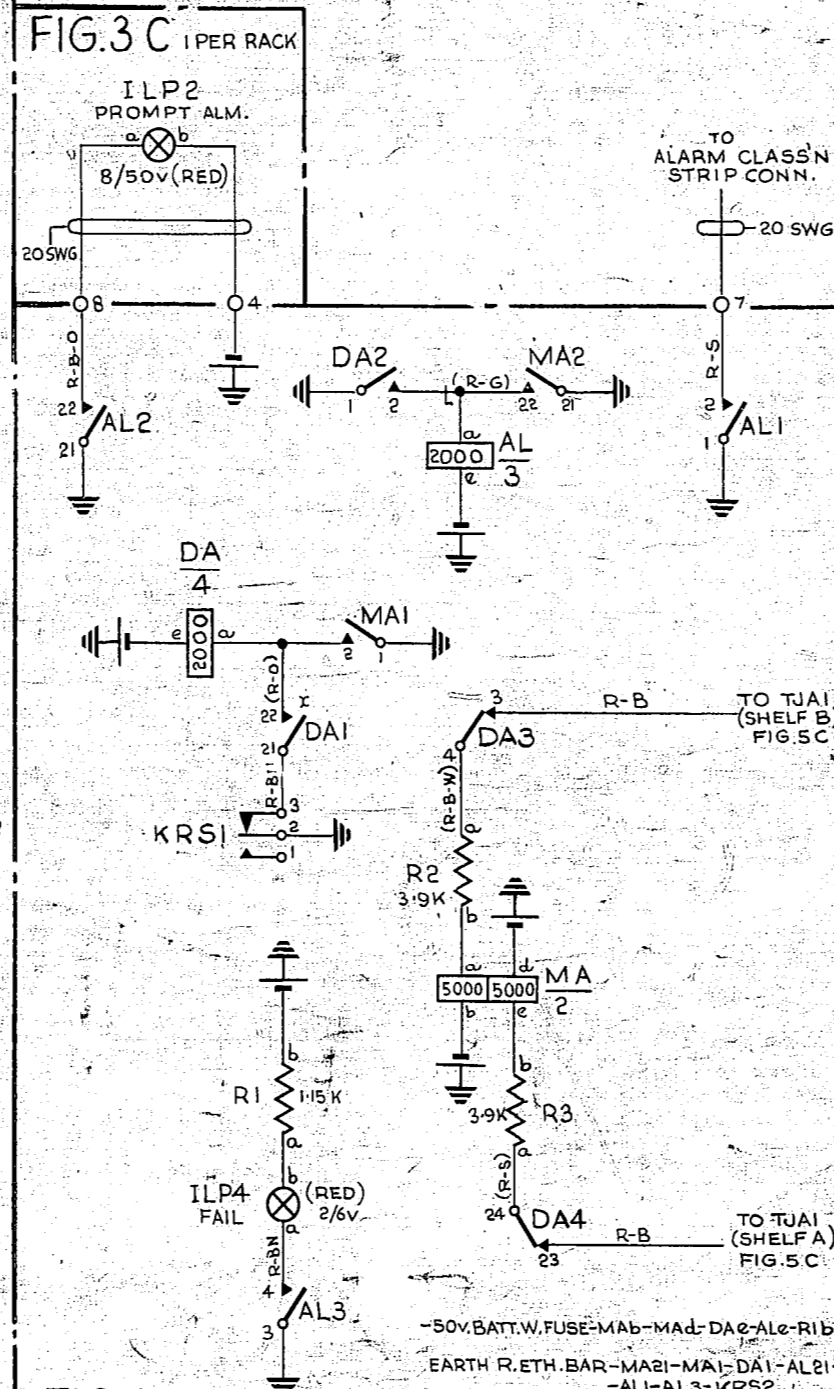 FIG.3 C 1 PER RACK
ILP2
PROMPT ALM.
a b
8/50V (RED)
20 SWG
8 4
TO
ALARM CLASS'N
STRIP CONN.
20 SWG
7
R-B-O
22
21
AL2
DA2
1 2
(R-G)
MA2
22 21
a
2000
e
AL
3
R-S
2
1
AL1
DA
4
e 2000 a
MA1
2 1
(R-O)
22 x
21
DA1
R-B
3
KRS1 2
1
3
R-B
TO TJA1
(SHELF B)
FIG.5C
DA3
4
(R-B-W)
a
R2
3.9K
b
a d
5000 5000
b e
MA
2
b
R1 1.15K
a
b
ILP4 (RED)
FAIL 2/6V
a
R-BN
4
3
AL3
b
3.9K R3
a
(R-S)
24 DA4
23
R-B
TO TJA1
(SHELF A)
FIG.5C
-50V.BATT.W.FUSE-MAb-MAd-DAe-ALe-R1b
EARTH R.ETH.BAR-MA21-MA1-DA1-AL21-
-AL1-AL3-KRS2